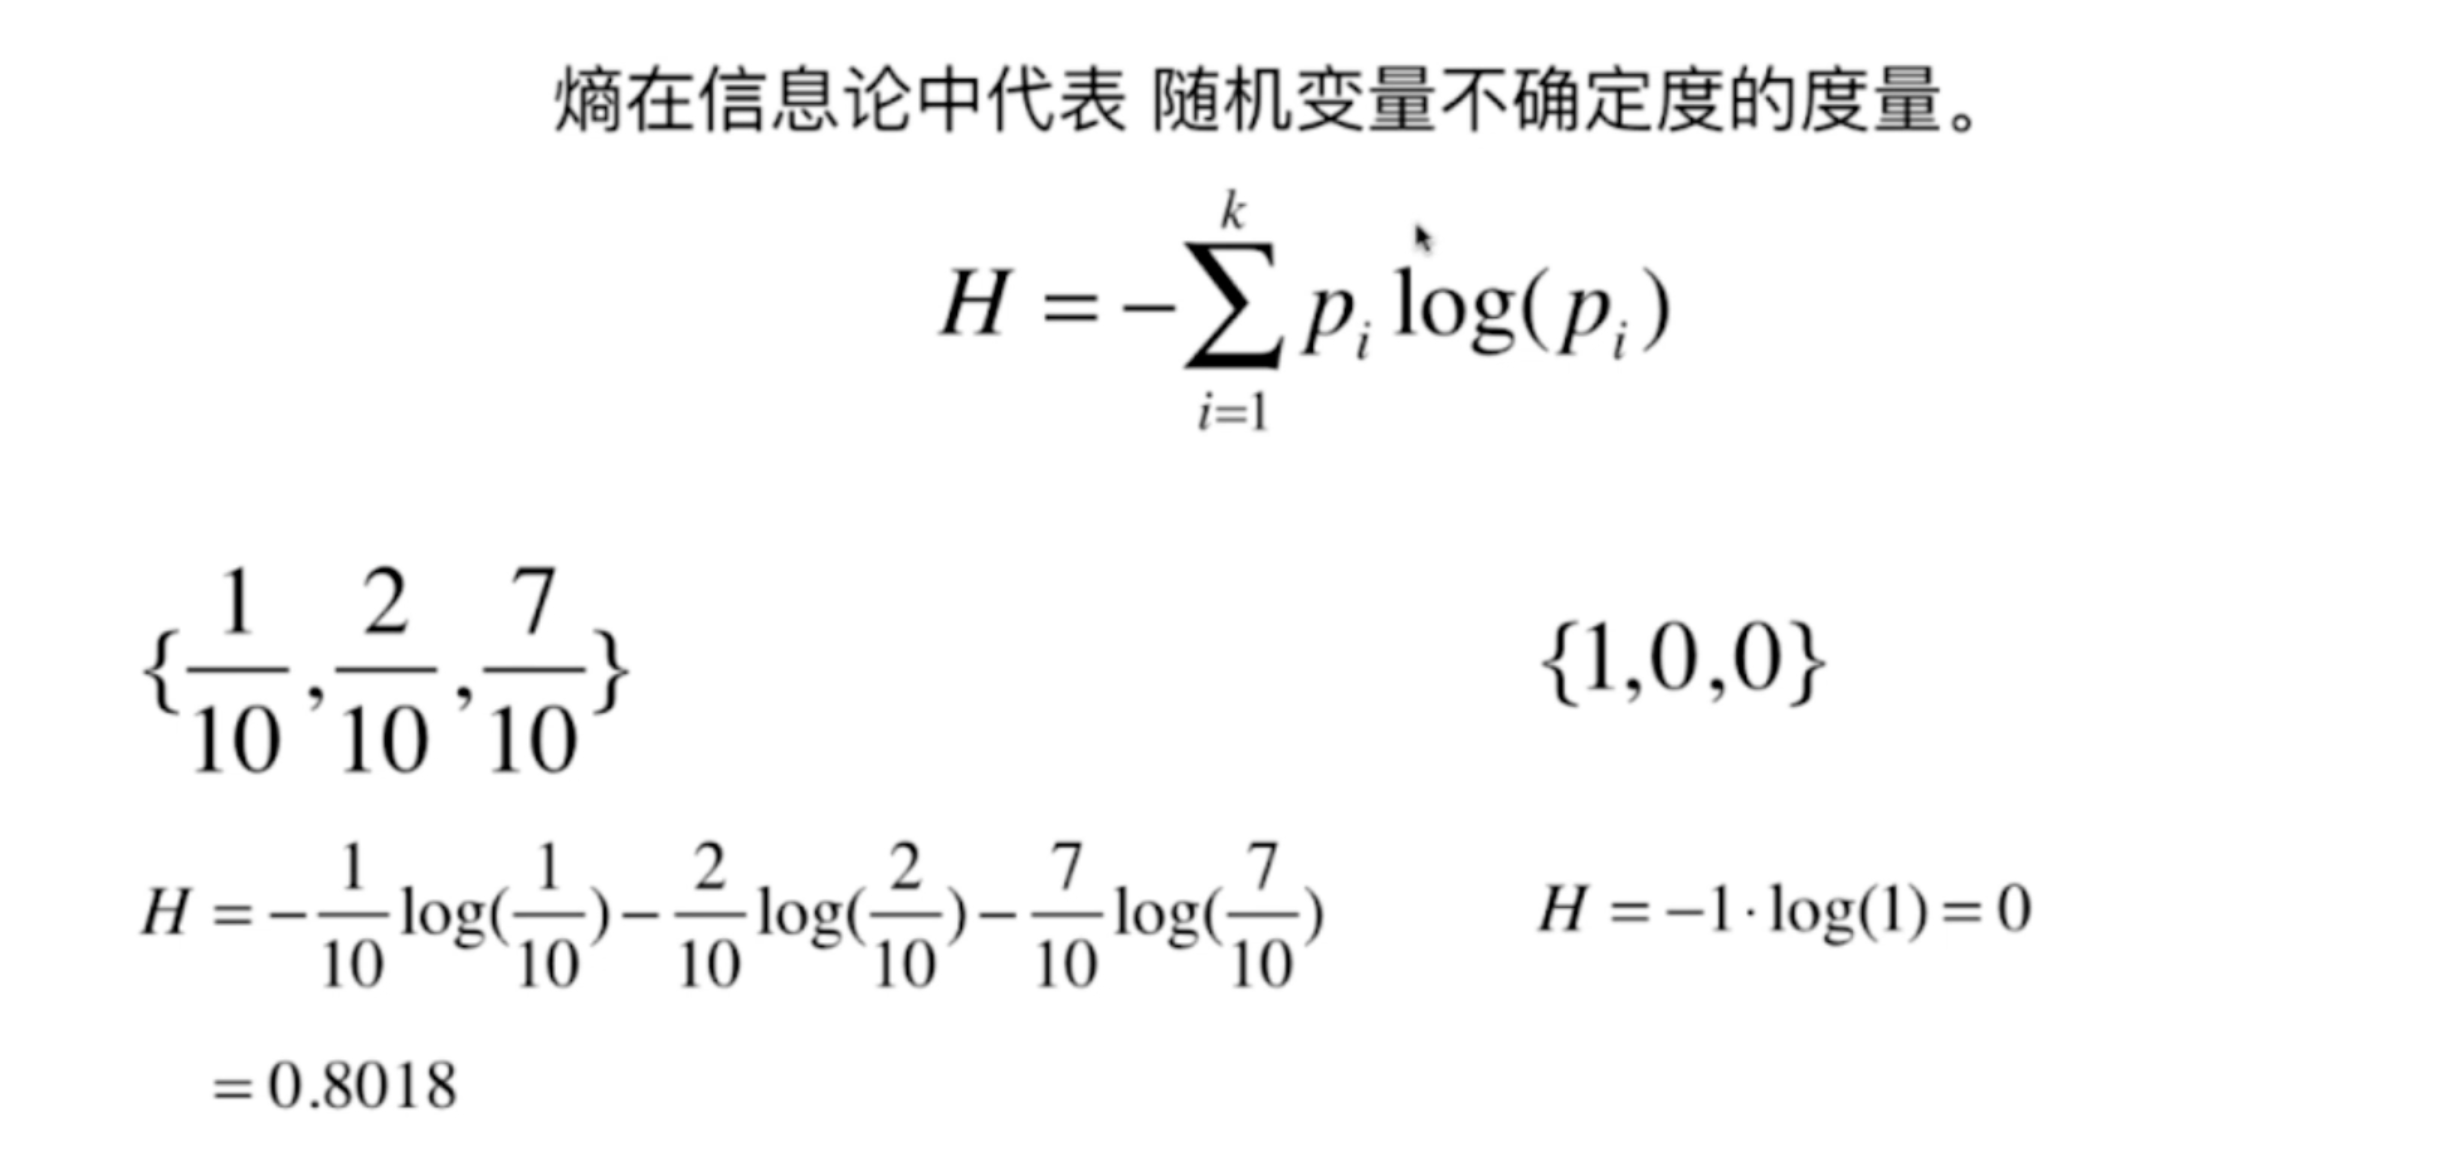 熵在信息论中代表 随机变量不确定度的度量。
H = -\sum_{i=1}^{k} p_i log(p_i)
{1/10, 2/10, 7/10}
{1,0,0}
H = -1/10 log(1/10) - 2/10 log(2/10) - 7/10 log(7/10)
= 0.8018
H = -1·log(1) = 0